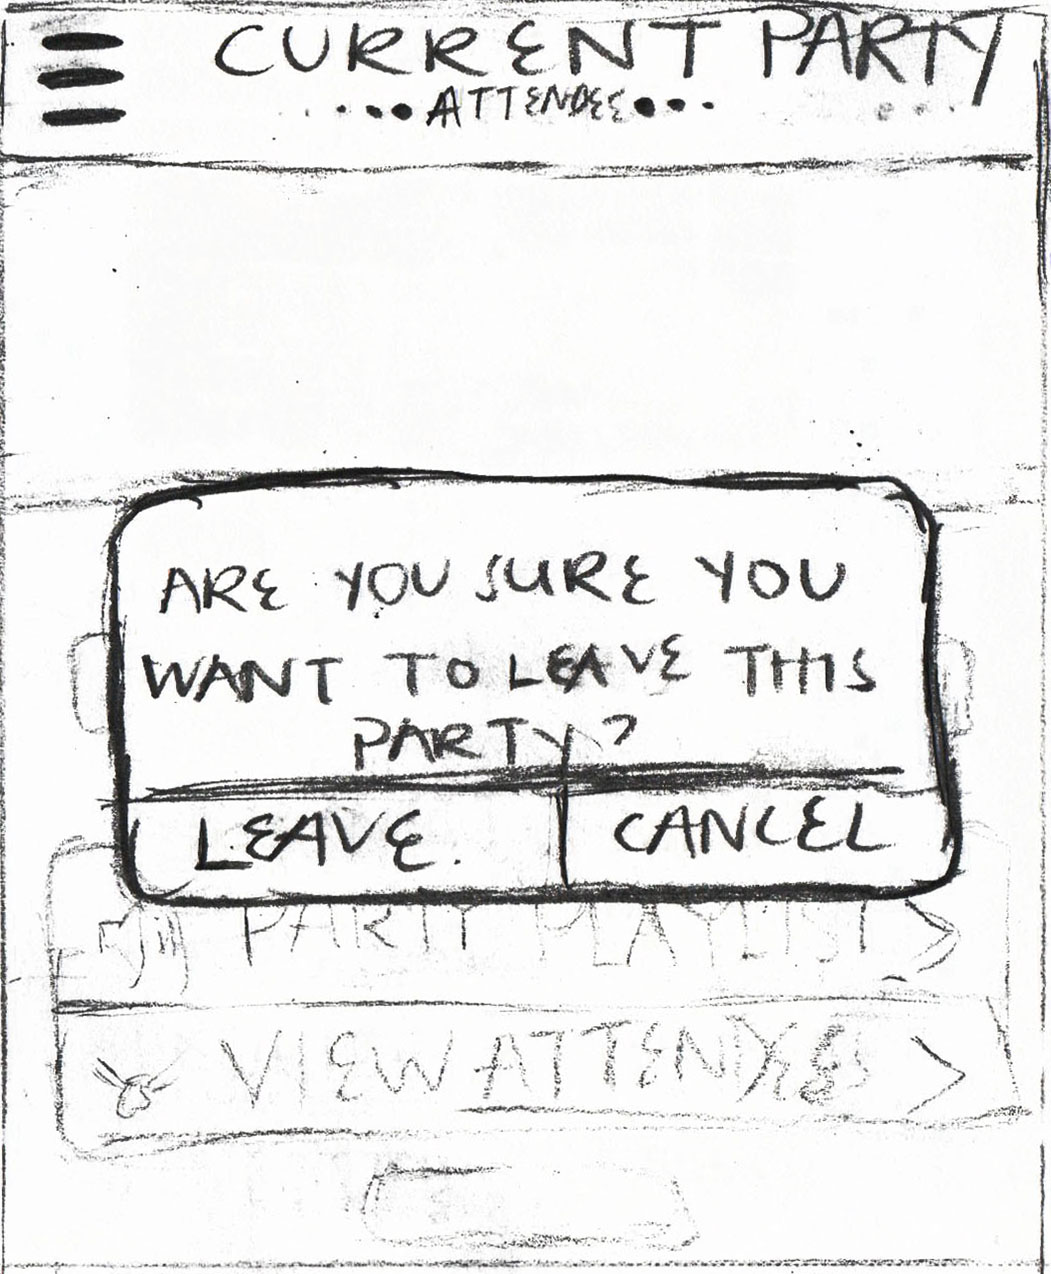 CURRENT PARTY
ATTENDEE
ARE YOU SURE YOU
WANT TO LEAVE THIS
PARTY?
LEAVE
CANCEL
PARTY PLAYLIST >
VIEW ATTENDEES >